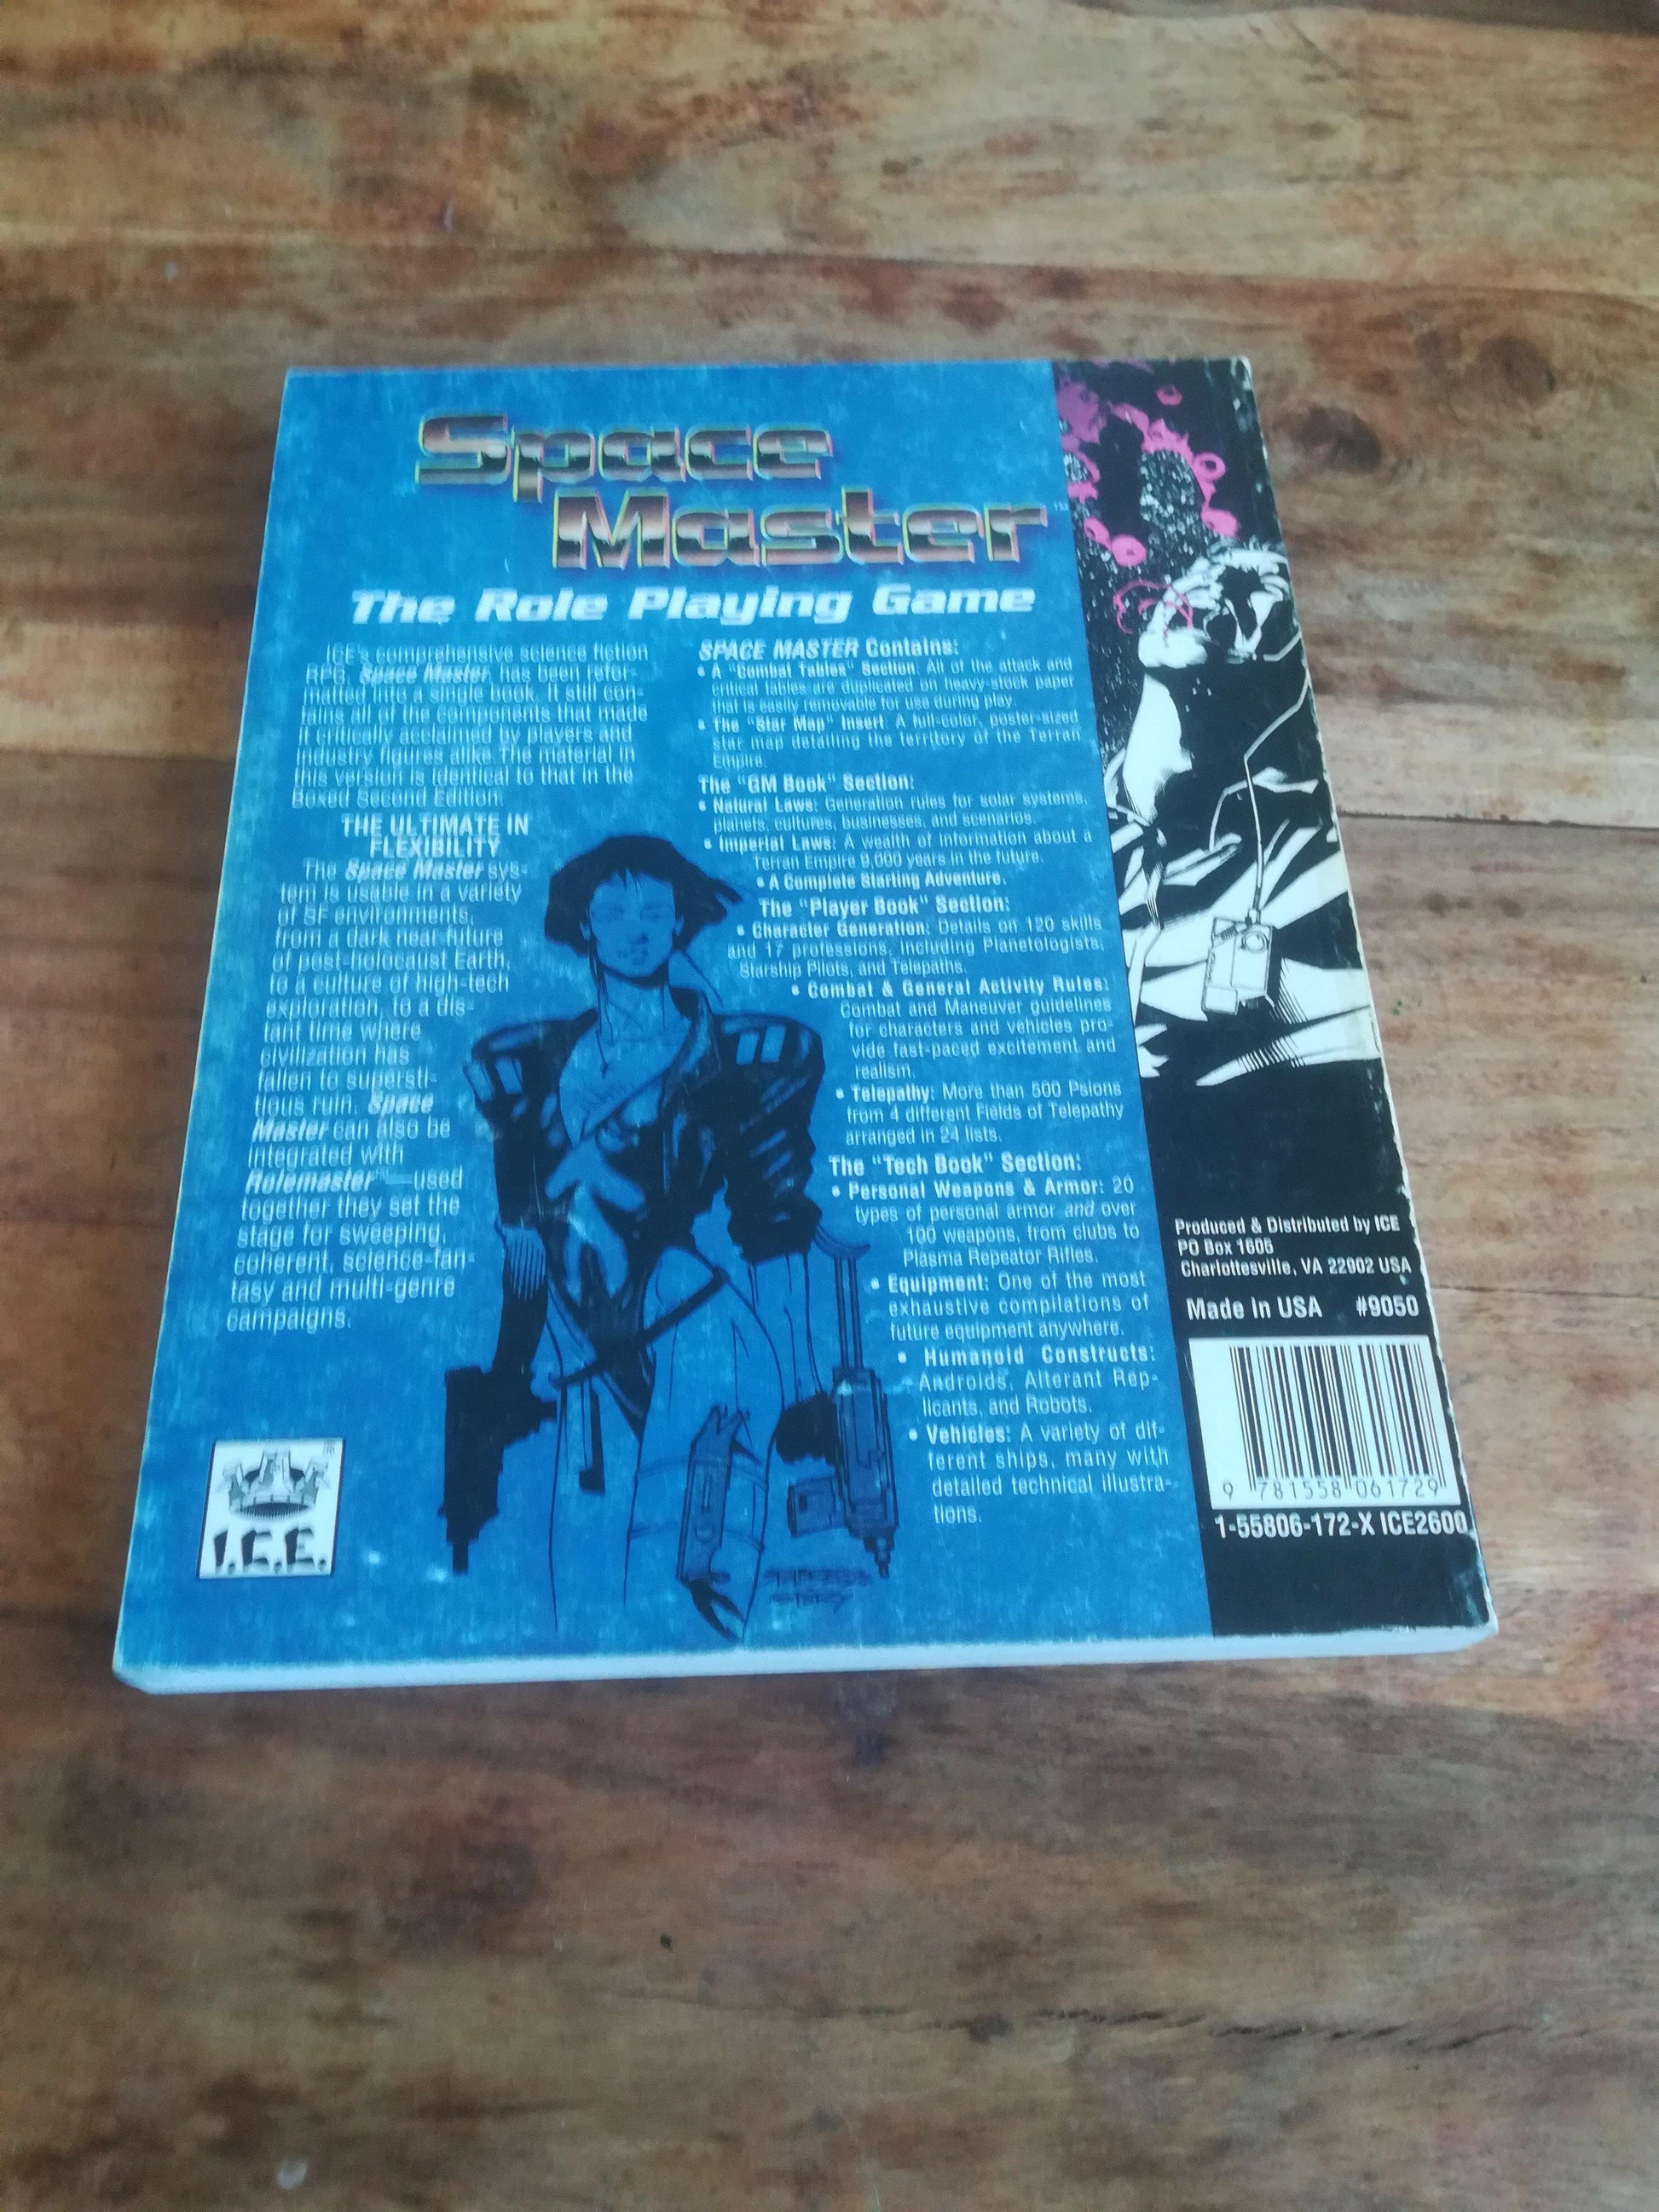 Space
Master™
The Role Playing Game
ICE's comprehensive science fiction
RPG, Space Master, has been refor-
matted into a single book. It still con-
tains all of the components that made
it critically acclaimed by players and
industry figures alike. The material in
this version is identical to that in the
Boxed Second Edition.
THE ULTIMATE IN
FLEXIBILITY
The Space Master sys-
tem is usable in a variety
of SF environments,
from a dark near future
of post-holocaust Earth,
to a culture of high-tech
exploration, to a dis-
tant time where
civilization has
fallen to supersti-
tious ruin. Space
Master can also be
integrated with
Rolemaster™—used
together they set the
stage for sweeping,
coherent, science-fan-
tasy and multi-genre
campaigns.
SPACE MASTER Contains:
• A "Combat Tables" Section: All of the attack and
critical tables are duplicated on heavy-stock paper
that is easily removable for use during play.
• The "Star Map" Insert: A full-color, poster-sized
star map detailing the territory of the Terran
Empire.
The "GM Book" Section:
• Natural Laws: Generation rules for solar systems,
planets, cultures, businesses, and scenarios.
• Imperial Laws: A wealth of information about a
Terran Empire 9,000 years in the future.
• A Complete Starting Adventure.
The "Player Book" Section:
• Character Generation: Details on 120 skills
and 17 professions, including Planetologists,
Starship Pilots, and Telepaths.
• Combat & General Activity Rules:
Combat and Maneuver guidelines
for characters and vehicles pro-
vide fast-paced excitement and
realism.
• Telepathy: More than 500 Psions
from 4 different Fields of Telepathy
arranged in 24 lists.
The "Tech Book" Section:
• Personal Weapons & Armor: 20
types of personal armor and over
100 weapons, from clubs to
Plasma Repeator Rifles.
• Equipment: One of the most
exhaustive compilations of
future equipment anywhere.
• Humanoid Constructs:
Androids, Alterant Rep-
licants, and Robots.
• Vehicles: A variety of dif-
ferent ships, many with
detailed technical illustra-
tions.
I.C.E.
Produced & Distributed by ICE
PO Box 1605
Charlottesville, VA 22902 USA
Made in USA #9050
9 781558 061729
1-55806-172-X ICE2600